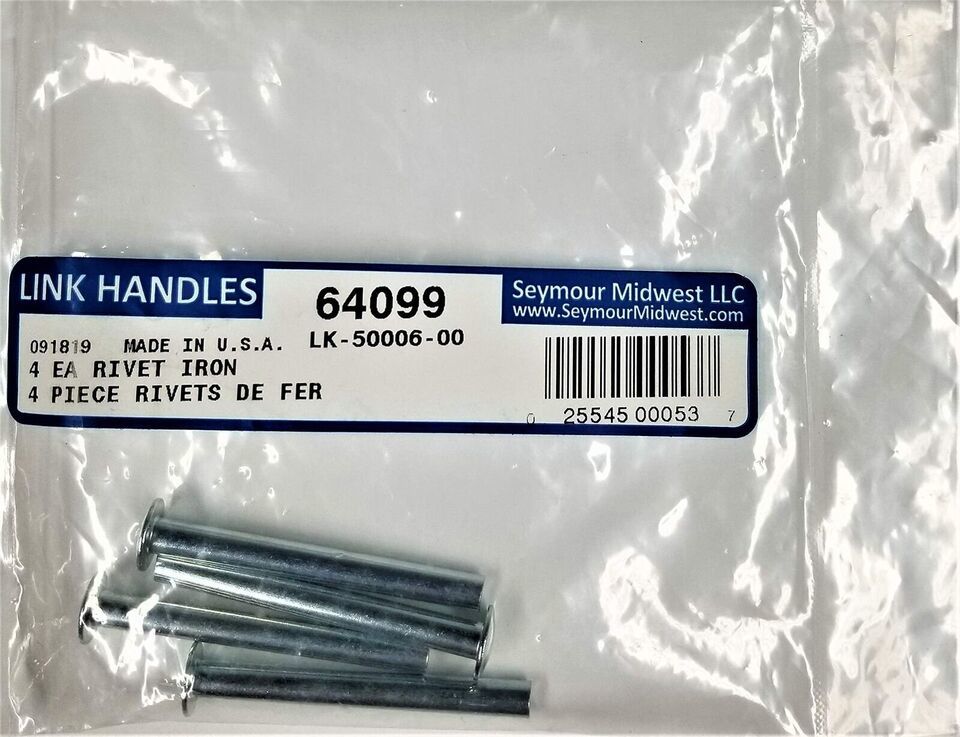 LINK HANDLES
64099
Seymour Midwest LLC
www.SeymourMidwest.com
091819 MADE IN U.S.A. LK-50006-00
4 EA RIVET IRON
4 PIECE RIVETS DE FER
0 25545 00053 7